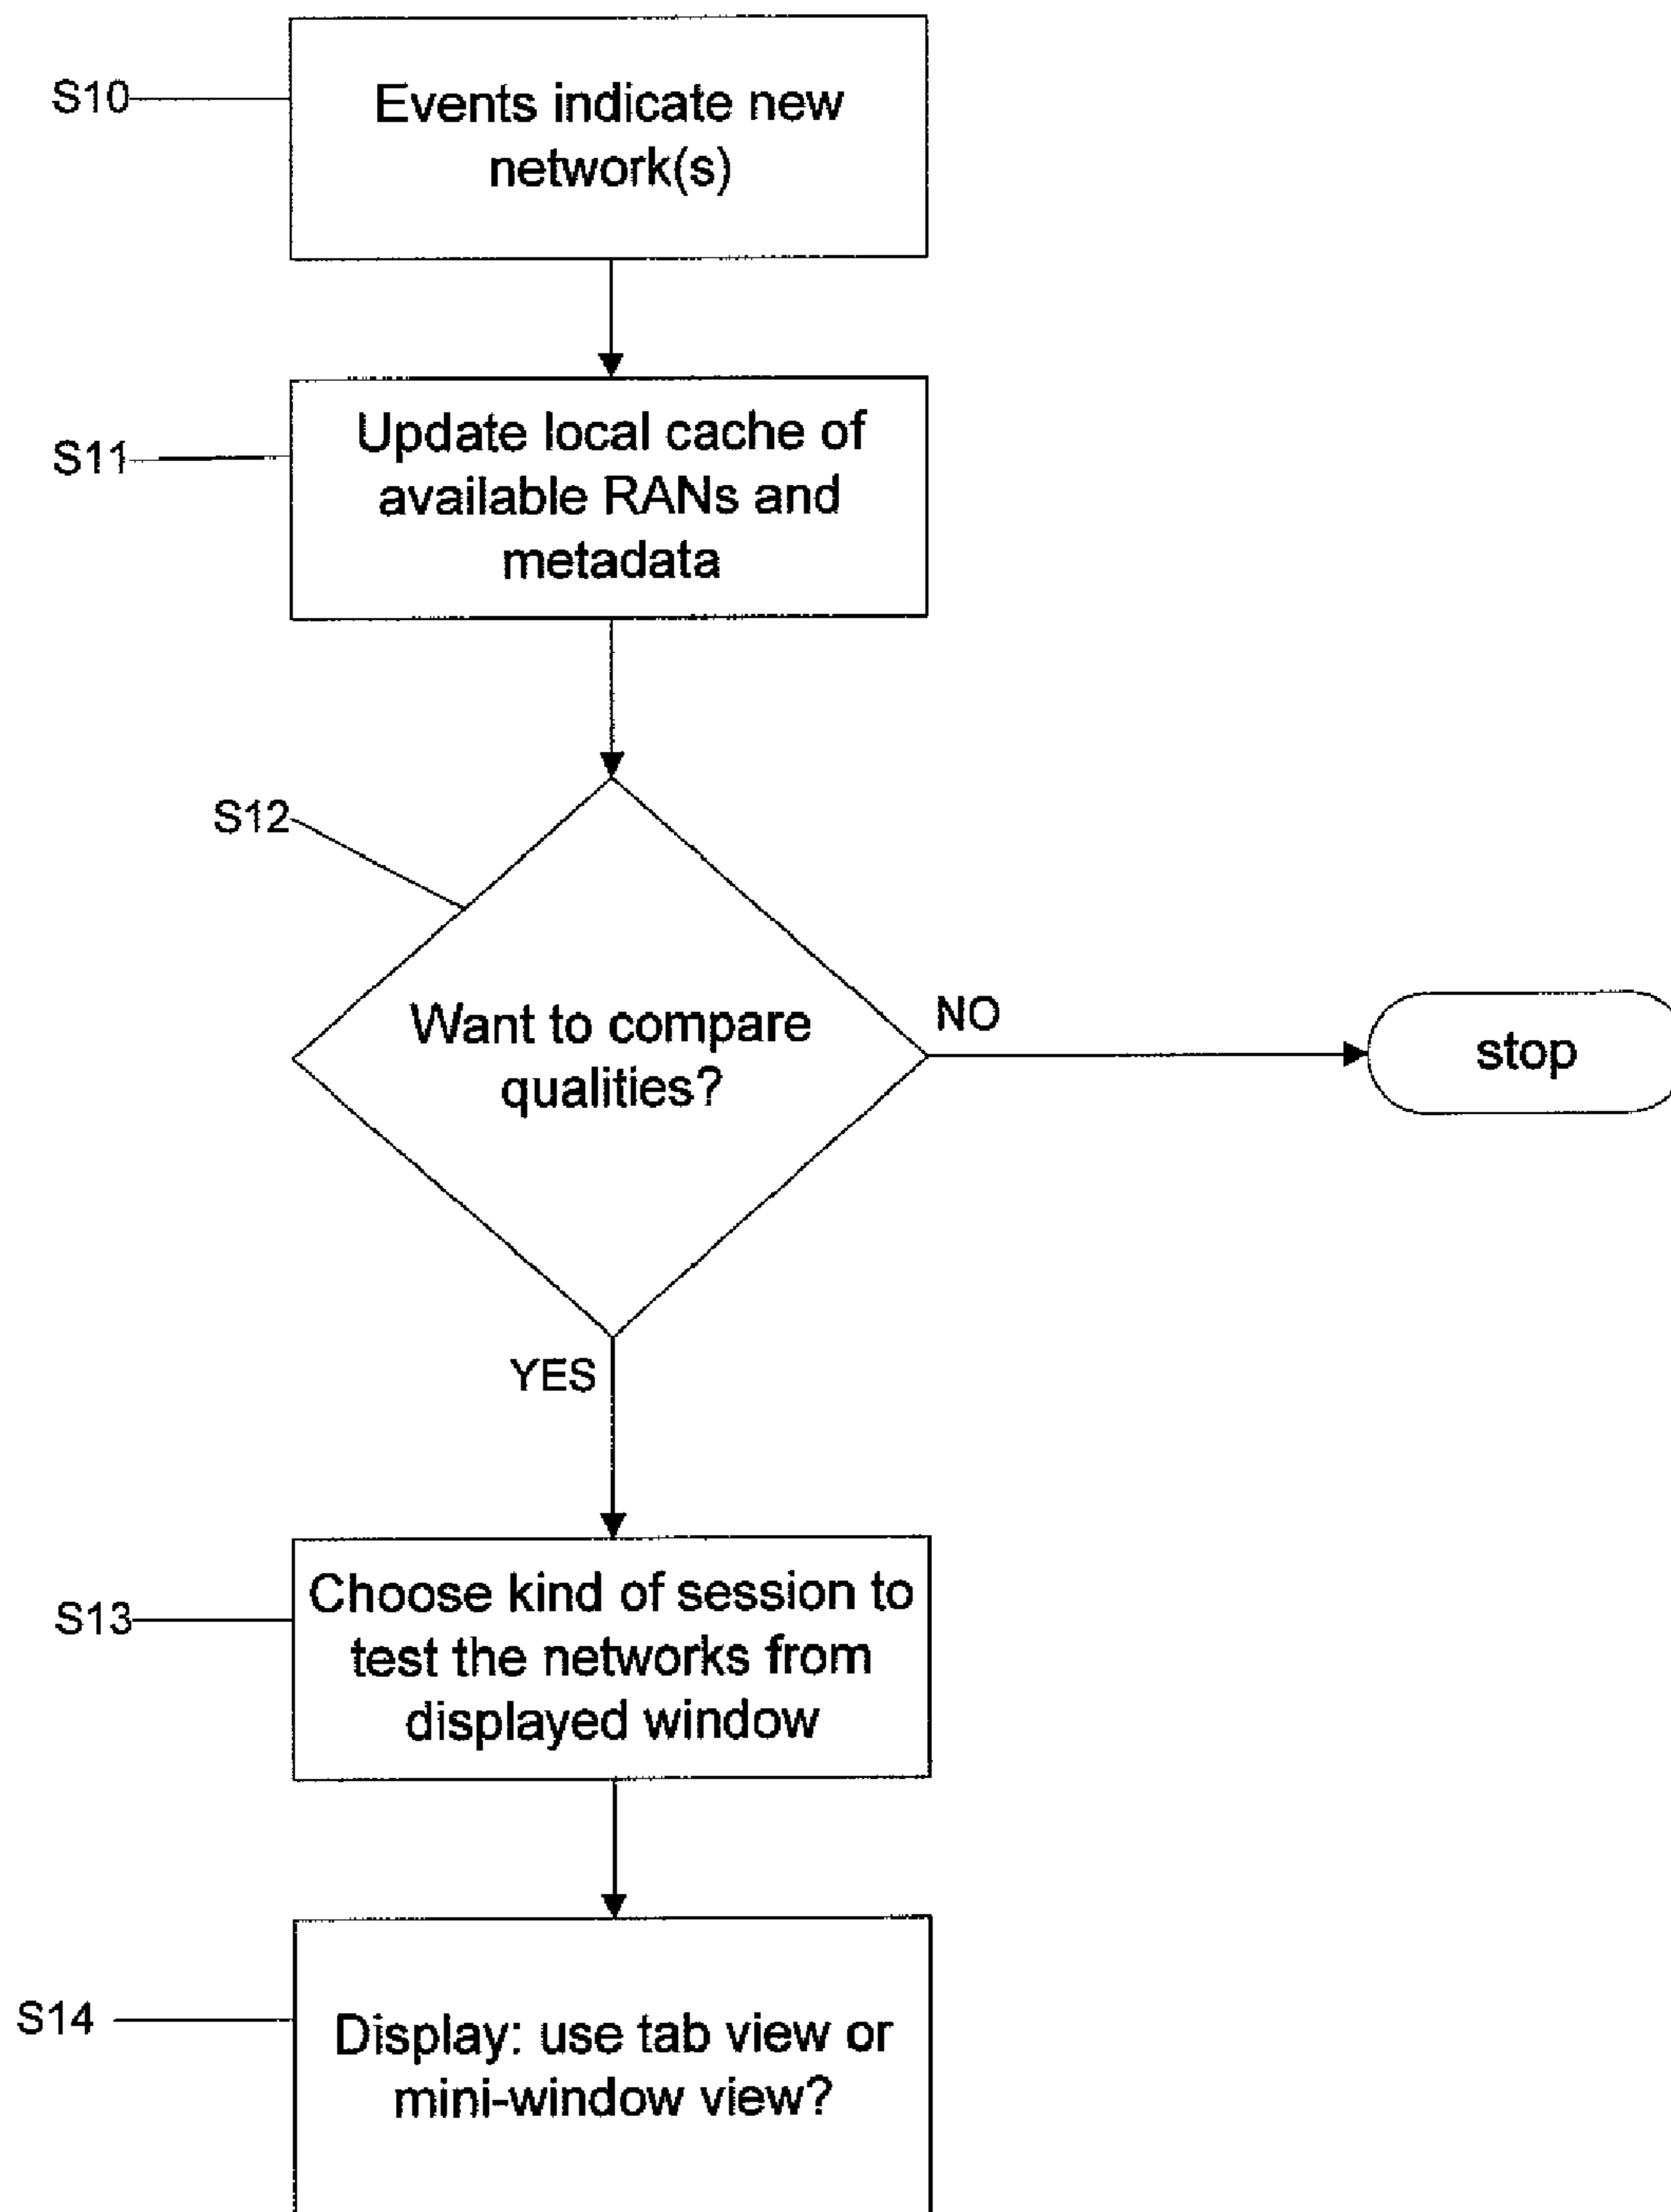 S10
Events indicate new
network(s)
S11
Update local cache of
available RANs and
metadata
S12
Want to compare
qualities?
NO
stop
YES
S13
Choose kind of session to
test the networks from
displayed window
S14
Display: use tab view or
mini-window view?